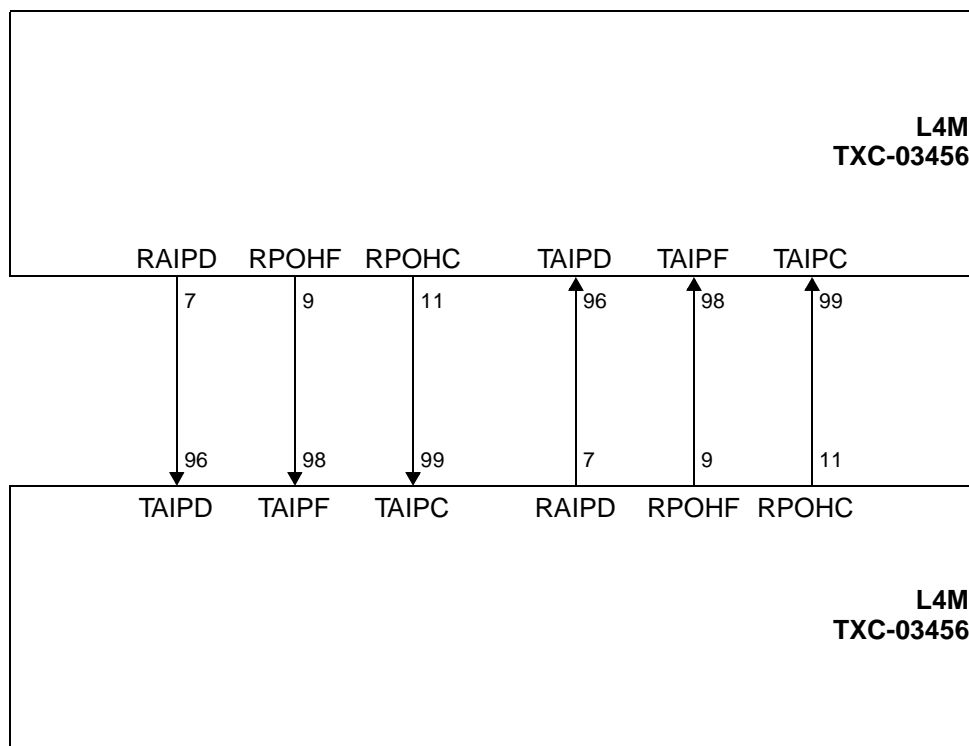 L4M
TXC-03456
RAIPD RPOHF RPOHC TAIPD TAIPF TAIPC
7 9 11 96 98 99
96 98 99 7 9 11
TAIPD TAIPF TAIPC RAIPD RPOHF RPOHC
L4M
TXC-03456